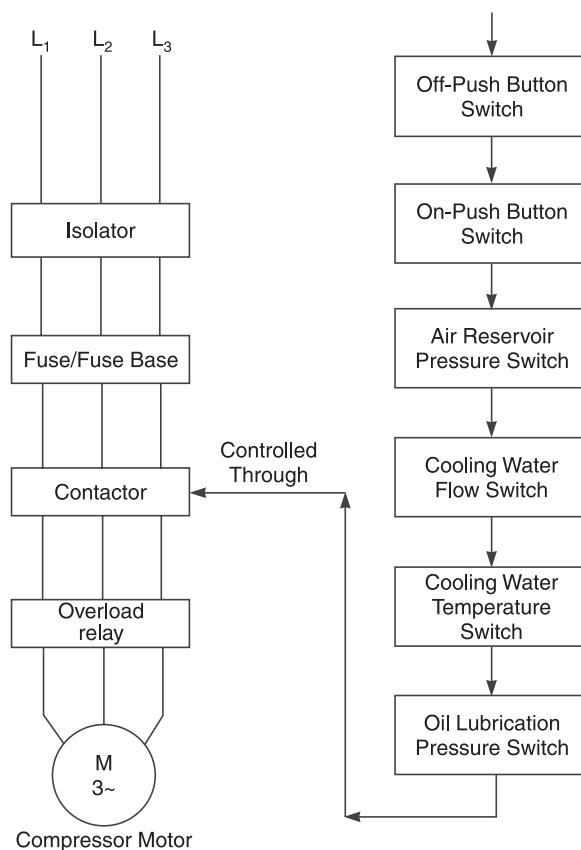 L1
L2
L3
Isolator
Fuse/Fuse Base
Contactor
Overload
relay
M
3~
Compressor Motor
Controlled
Through
Off-Push Button
Switch
On-Push Button
Switch
Air Reservoir
Pressure Switch
Cooling Water
Flow Switch
Cooling Water
Temperature
Switch
Oil Lubrication
Pressure Switch